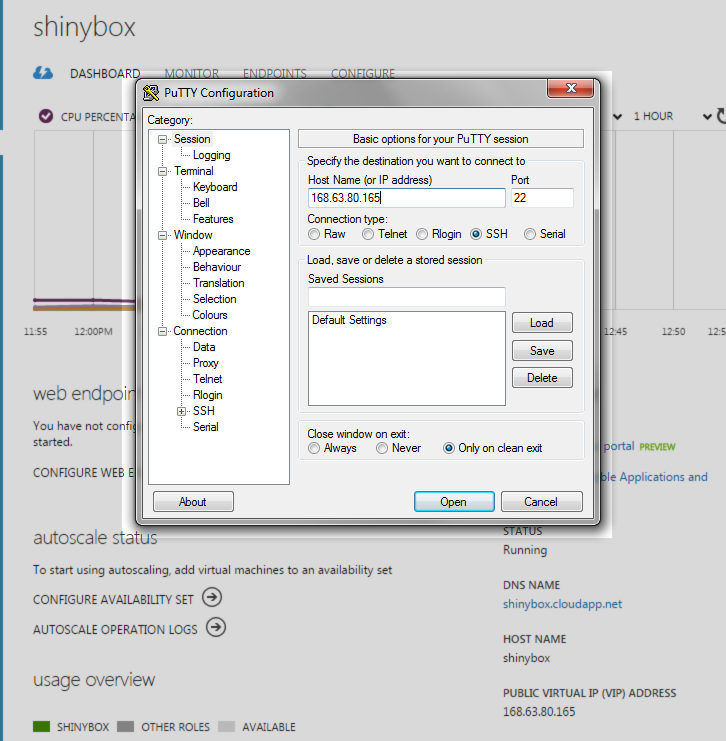 shinybox
DASHBOARD MONITOR ENDPOINTS CONFIGURE
CPU PERCENTA
1 HOUR
PuTTY Configuration
Category:
Session
Logging
Terminal
Keyboard
Bell
Features
Window
Appearance
Behaviour
Translation
Selection
Colours
Connection
Data
Proxy
Telnet
Rlogin
SSH
Serial
Basic options for your PuTTY session
Specify the destination you want to connect to
Host Name (or IP address) Port
168.63.80.165 22
Connection type:
Raw Telnet Rlogin SSH Serial
Load, save or delete a stored session
Saved Sessions
Default Settings
Load
Save
Delete
Close window on exit:
Always Never Only on clean exit
About Open Cancel
11:55 12:00PM 12:45 12:50 12:5
web endpoin
You have not config
started.
CONFIGURE WEB E
portal PREVIEW
ble Applications and
autoscale status
To start using autoscaling, add virtual machines to an availability set
CONFIGURE AVAILABILITY SET
AUTOSCALE OPERATION LOGS
usage overview
SHINYBOX OTHER ROLES AVAILABLE
STATUS
Running
DNS NAME
shinybox.cloudapp.net
HOST NAME
shinybox
PUBLIC VIRTUAL IP (VIP) ADDRESS
168.63.80.165